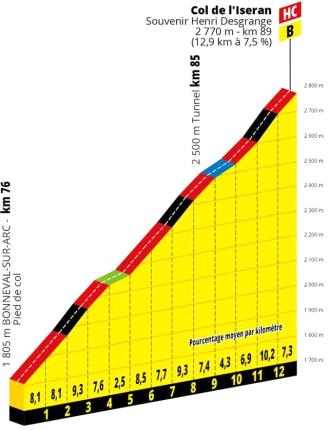 Col de l'Iseran
Souvenir Henri Desgrange
2 770 m - km 89
(12,9 km à 7,5 %)
HC
B
2 500 m Tunnel km 85
1 805 m BONNEVAL-SUR-ARC - km 76
Pied de col
2 800 m
2 700 m
2 600 m
2 500 m
2 400 m
2 300 m
2 200 m
2 100 m
2 000 m
1 900 m
1 800 m
1 700 m
Pourcentage moyen par kilomètre
8,1 8,1 9,3 7,6 2,5 8,5 7,7 9,3 7,4 4,3 6,9 10,2 7,3
1 2 3 4 5 6 7 8 9 10 11 12